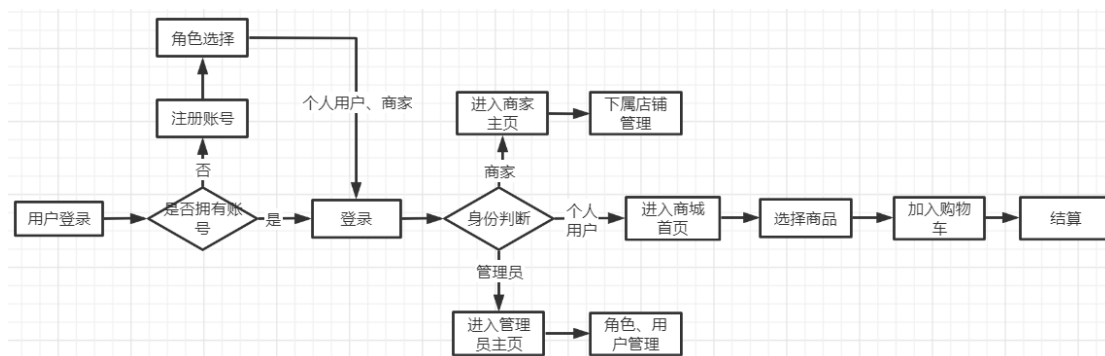 角色选择
注册账号
个人用户、商家
进入商家
主页
下属店铺
管理
否
商家
用户登录
是否拥有账
号
是
登录
身份判断
个人
用户
进入商城
首页
选择商品
加入购物
车
结算
管理员
进入管理
员主页
角色、用
户管理